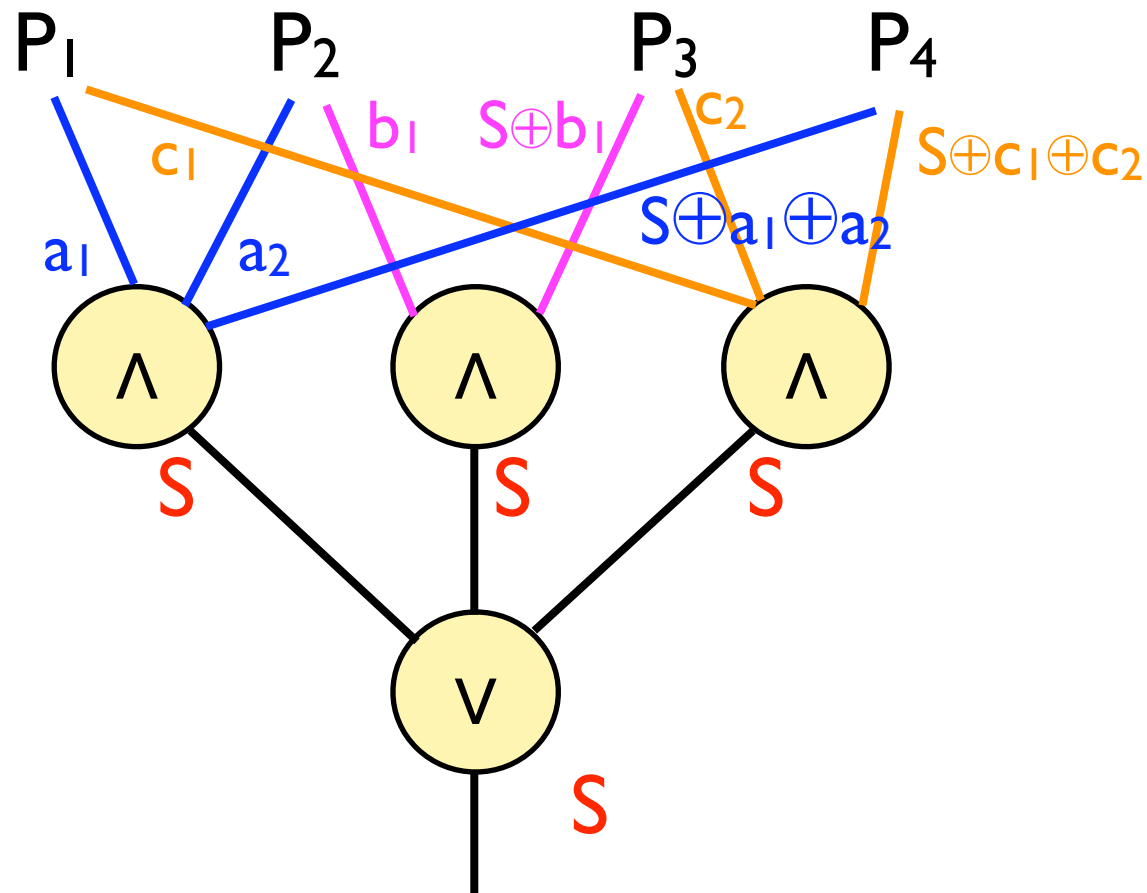 P₁ P₂ P₃ P₄
b₁ S⊕b₁ c₂
c₁ S⊕c₁⊕c₂
a₁ a₂ S⊕a₁⊕a₂
∧ ∧ ∧
S S S
∨
S